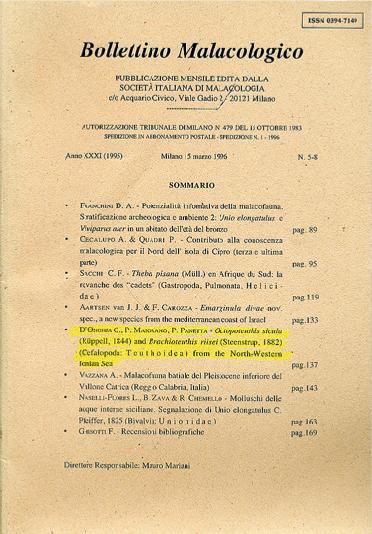 ISSN 0394-7149
Bollettino Malacologico
PUBBLICAZIONE MENSILE EDITA DALLA
SOCIETÀ ITALIANA DI MALACOLOGIA
c/o Acquario Civico, Viale Gadio 2 - 20121 Milano
AUTORIZZAZIONE TRIBUNALE DI MILANO N 479 DEL 15 OTTOBRE 1983
SPEDIZIONE IN ABBONAMENTO POSTALE - SPEDIZIONE N. 1 - 1996
Anno XXXI (1995) Milano 15 marzo 1996 N. 5-8
SOMMARIO
• FRANCHINI D. A. - Potenzialità informativa della malacofauna.
Stratificazione archeologica e ambiente 2: Unio elongatulus e
Viviparus ater in un abitato dell'età del bronzo pag. 89
• CECALUPO A. & QUADRI P. - Contributo alla conoscenza
malacologica per il Nord dell' isola di Cipro (terza e ultima
parte) pag. 95
• SACCHI C.F. - Theba pisana (Müll.) en Afrique du Sud: la
revanche des "cadets" (Gastropoda, Pulmonata, Helici-
dae) pag.119
• AARTSEN van J. J. & F. CAROZZA - Emarginula divae nov.
spec., a new species from the mediterranean coast of Israel pag.133
• D'ONGHIA G., P. MAIORANO, P. PANETTA - Octopoteuthis sicula
(Rüppell, 1844) and Brachioteuthis riisei (Steenstrup, 1882)
(Cefalopoda: Teuthoidea) from the North-Western
Ionian Sea pag.137
• VAZZANA A. - Malacofauna batiale del Pleistocene inferiore del
Vallone Catrica (Reggio Calabria, Italia) pag.143
• NASELLI-FLORES L., B. ZAVA & R CHEMELLO - Molluschi delle
acque interne siciliane. Segnalazione di Unio elongatulus C.
Pfeiffer, 1825 (Bivalvi: Unionidae) pag.163
• GHISOTTI F. - Recensioni bibliografiche pag.169
Direttore Responsabile: Mauro Mariani